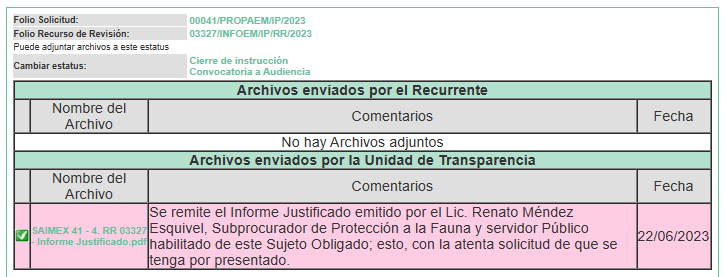 Folio Solicitud: 00041/PROPAEM/IP/2023
Folio Recurso de Revisión: 03327/INFOEM/IP/RR/2023
Puede adjuntar archivos a este estatus
Cambiar estatus: Cierre de instrucción
Convocatoria a Audiencia
Archivos enviados por el Recurrente
Nombre del Archivo Comentarios Fecha
No hay Archivos adjuntos
Archivos enviados por la Unidad de Transparencia
Nombre del Archivo Comentarios Fecha
SAIMEX 41 - 4. RR 03327
- Informe Justificado.pdf
Se remite el Informe Justificado emitido por el Lic. Renato Méndez
Esquivel, Subprocurador de Protección a la Fauna y servidor Público
habilitado de este Sujeto Obligado; esto, con la atenta solicitud de que se
tenga por presentado.
22/06/2023